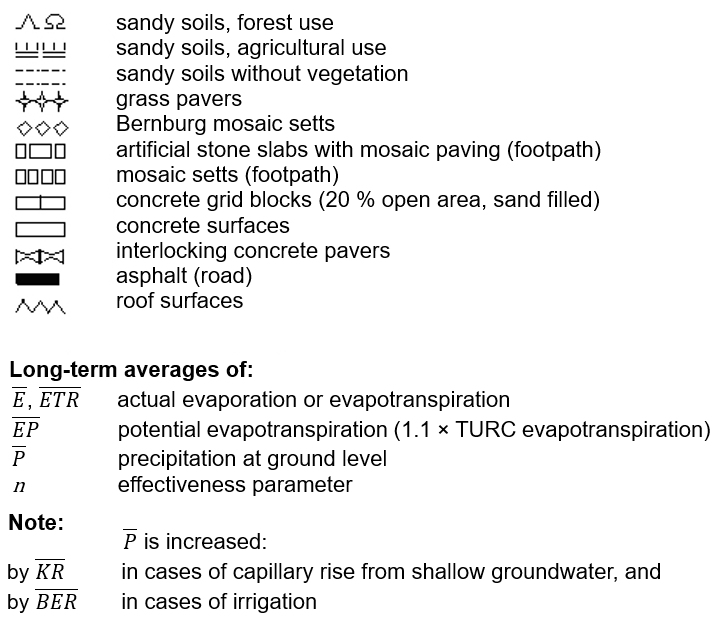 sandy soils, forest use
sandy soils, agricultural use
sandy soils without vegetation
grass pavers
Bernburg mosaic setts
artificial stone slabs with mosaic paving (footpath)
mosaic setts (footpath)
concrete grid blocks (20 % open area, sand filled)
concrete surfaces
interlocking concrete pavers
asphalt (road)
roof surfaces
Long-term averages of:
E̅, E̅T̅R̅ actual evaporation or evapotranspiration
E̅P̅ potential evapotranspiration (1.1 × TURC evapotranspiration)
P̅ precipitation at ground level
n effectiveness parameter
Note:
P̅ is increased:
by K̅R̅ in cases of capillary rise from shallow groundwater, and
by B̅E̅R̅ in cases of irrigation